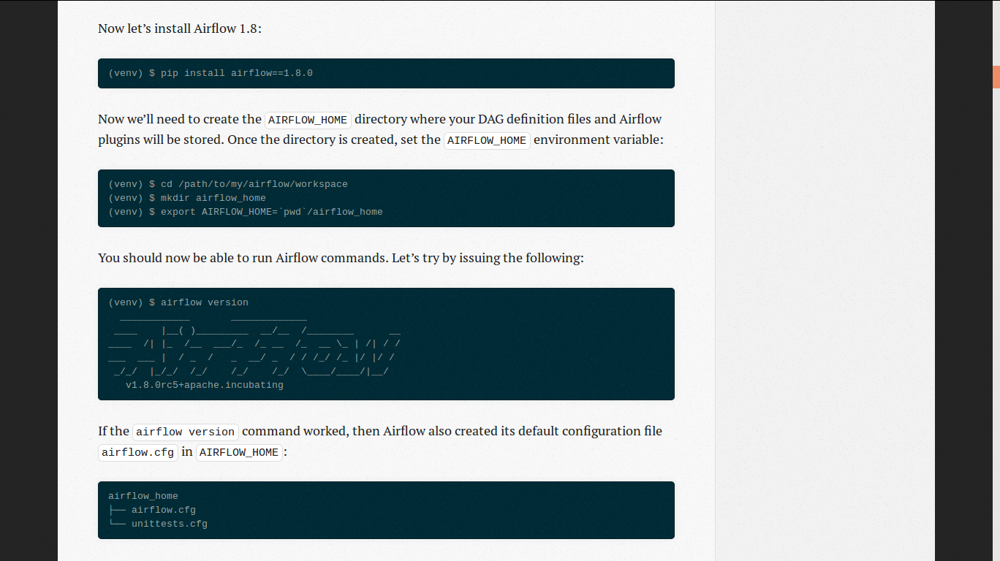 Now let’s install Airflow 1.8:
(venv) $ pip install airflow==1.8.0
Now we’ll need to create the AIRFLOW_HOME directory where your DAG definition files and Airflow
plugins will be stored. Once the directory is created, set the AIRFLOW_HOME environment variable:
(venv) $ cd /path/to/my/airflow/workspace
(venv) $ mkdir airflow_home
(venv) $ export AIRFLOW_HOME=`pwd`/airflow_home
You should now be able to run Airflow commands. Let’s try by issuing the following:
(venv) $ airflow version
  ____________       _____________
 ____    |__( )_________  __/__  /________      __
____  /| |_  /__  ___/_  /_ __  /_  __ \_ | /| / /
___  ___ |  / _  /   _  __/ _  / / /_/ /_ |/ |/ /
 _/_/  |_/_/  /_/    /_/    /_/  \____/____/|__/
   v1.8.0rc5+apache.incubating
If the airflow version command worked, then Airflow also created its default configuration file
airflow.cfg in AIRFLOW_HOME:
airflow_home
├── airflow.cfg
└── unittests.cfg